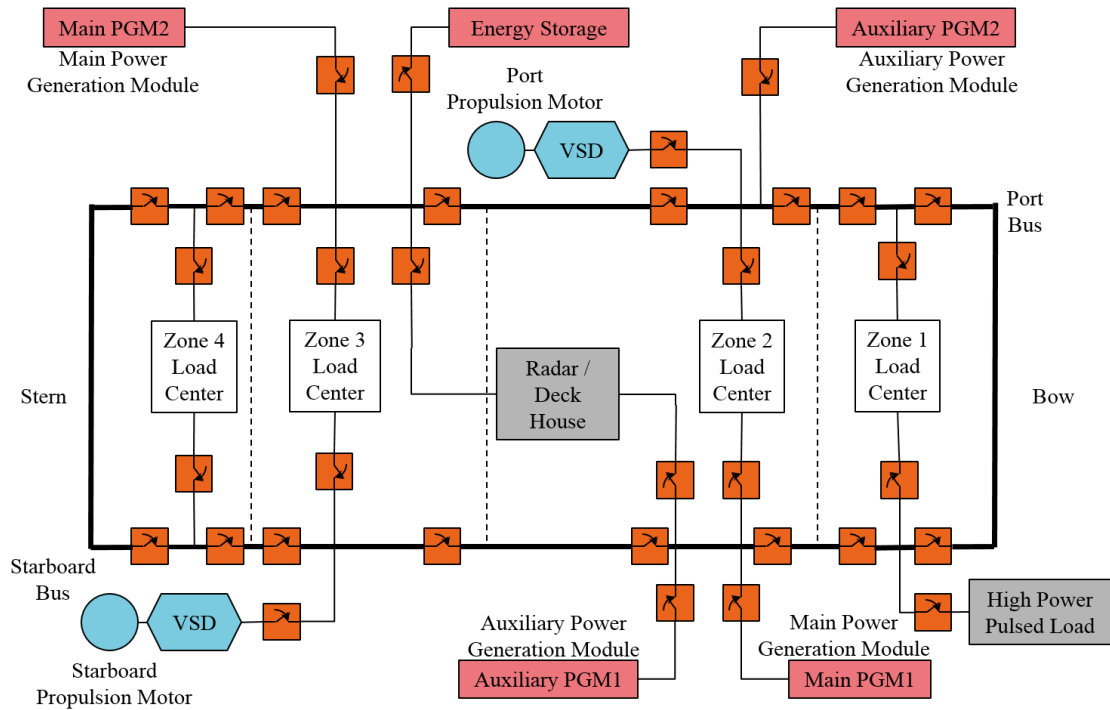 Main PGM2
Main Power
Generation Module
Energy Storage
Auxiliary PGM2
Auxiliary Power
Generation Module
Port
Propulsion Motor
VSD
Port
Bus
Zone 4
Load
Center
Zone 3
Load
Center
Radar /
Deck
House
Zone 2
Load
Center
Zone 1
Load
Center
Stern
Bow
Starboard
Bus
VSD
Starboard
Propulsion Motor
Auxiliary Power
Generation Module
Auxiliary PGM1
Main Power
Generation Module
Main PGM1
High Power
Pulsed Load